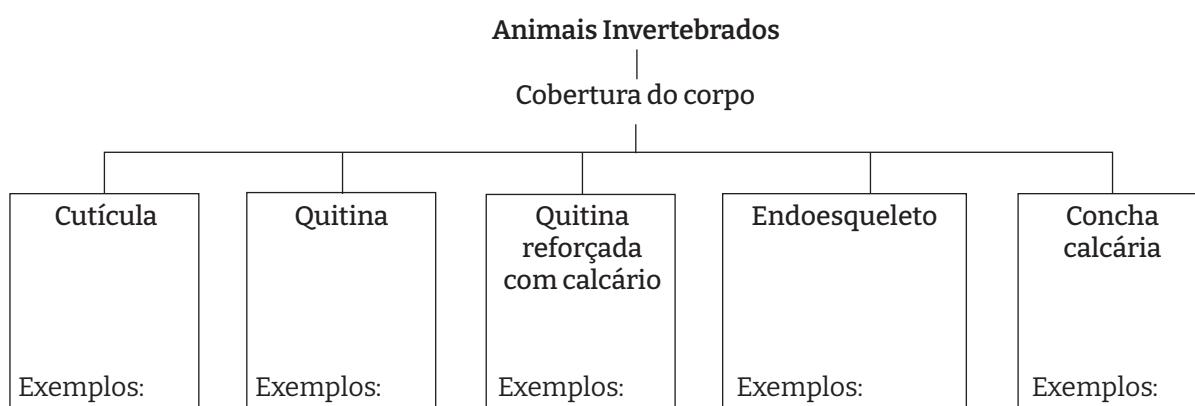 Animais Invertebrados
Cobertura do corpo
Cutícula
Exemplos:
Quitina
Exemplos:
Quitina
reforçada
com calcário
Exemplos:
Endoesqueleto
Exemplos:
Concha
calcária
Exemplos: